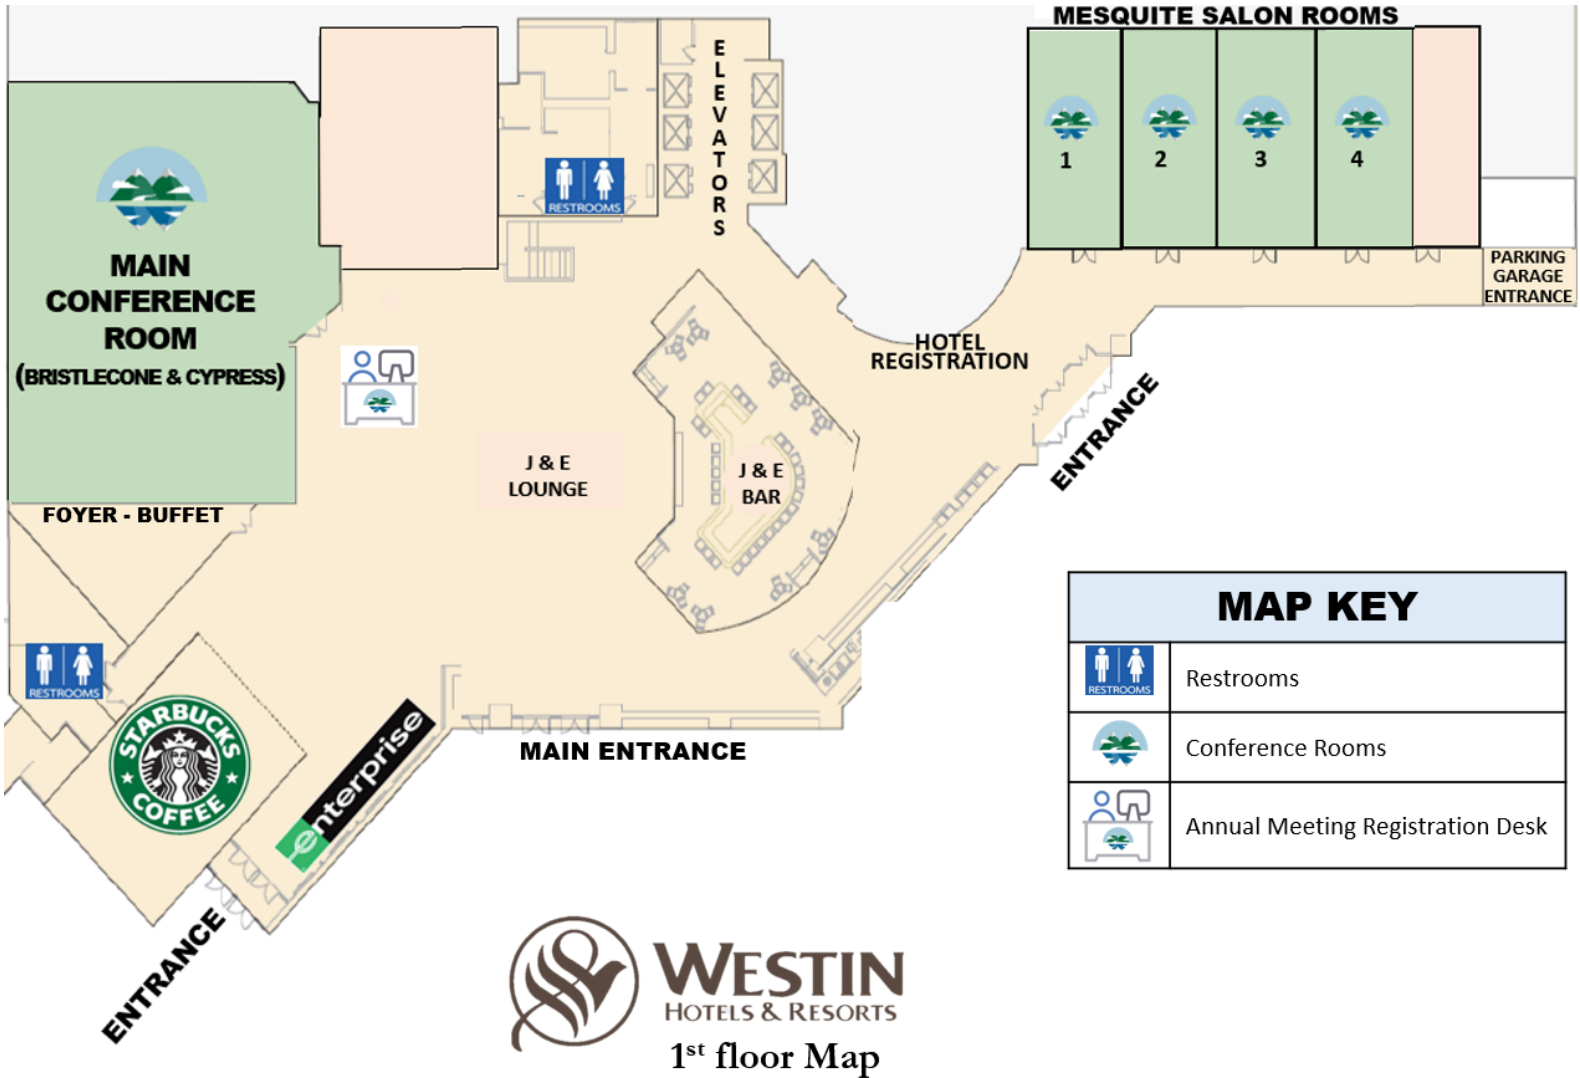 MESQUITE SALON ROOMS
ELEVATORS
1
2
3
4
RESTROOMS
MAIN
CONFERENCE
ROOM
(BRISTLECONE & CYPRESS)
PARKING
GARAGE
ENTRANCE
HOTEL
REGISTRATION
ENTRANCE
J & E
LOUNGE
J & E
BAR
FOYER - BUFFET
RESTROOMS
STARBUCKS
COFFEE
enterprise
MAIN ENTRANCE
ENTRANCE
MAP KEY
RESTROOMS
Restrooms
Conference Rooms
Annual Meeting Registration Desk
WESTIN
HOTELS & RESORTS
1st floor Map